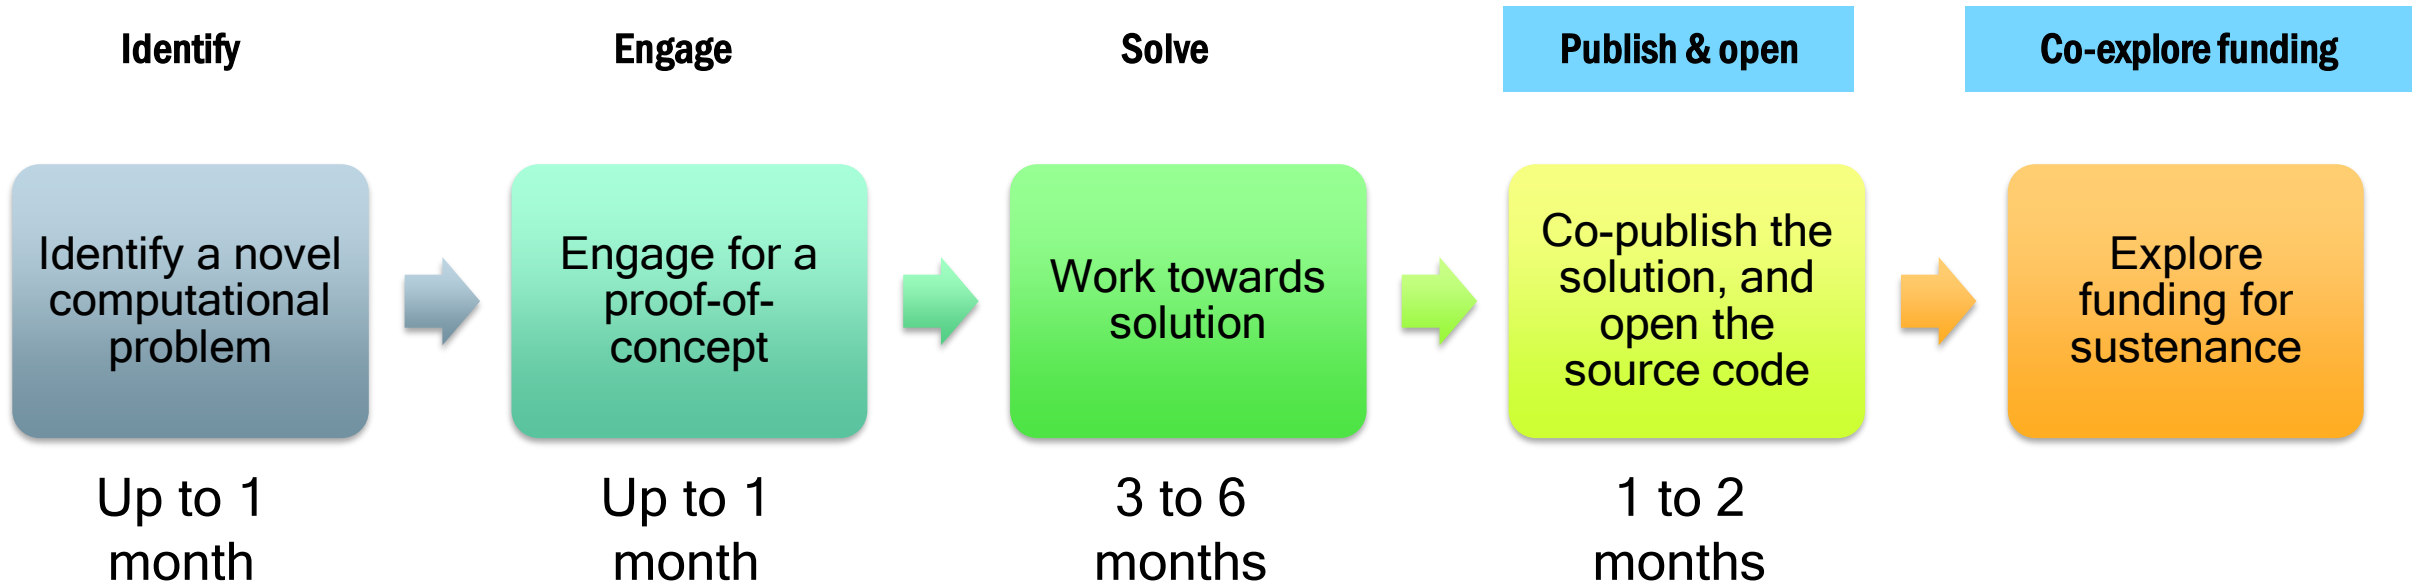 Identify
Engage
Solve
Publish & open
Co-explore funding
Identify a novel
computational
problem
Engage for a
proof-of-
concept
Work towards
solution
Co-publish the
solution, and
open the
source code
Explore
funding for
sustenance
Up to 1
month
Up to 1
month
3 to 6
months
1 to 2
months